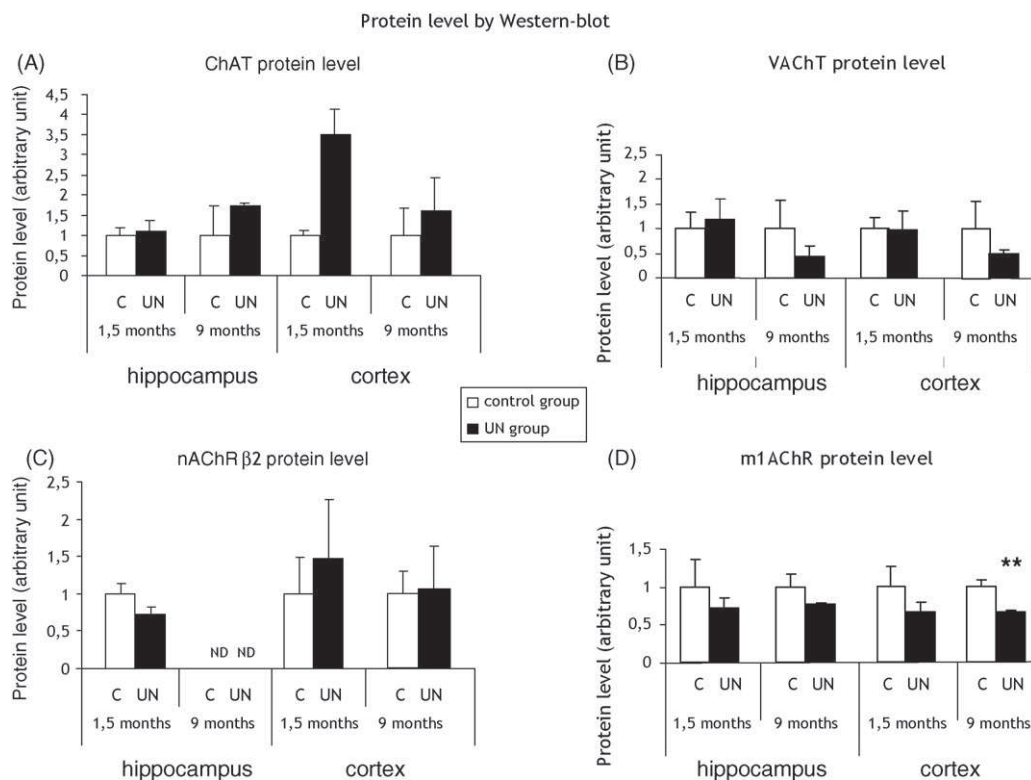 Protein level by Western-blot
(A)
ChAT protein level
Protein level (arbitrary unit)
4,5
4
3,5
3
2,5
2
1,5
1
0,5
0
C UN C UN C UN C UN
1,5 months 9 months 1,5 months 9 months
hippocampus cortex
(B)
VAChT protein level
Protein level (arbitrary unit)
2,5
2
1,5
1
0,5
0
C UN C UN C UN C UN
1,5 months 9 months 1,5 months 9 months
hippocampus cortex
control group
UN group
(C)
nAChR β2 protein level
Protein level (arbitrary unit)
2,5
2
1,5
1
0,5
0
ND ND
C UN C UN C UN C UN
1,5 months 9 months 1,5 months 9 months
hippocampus cortex
(D)
m1AChR protein level
Protein level (arbitrary unit)
1,5
1
0,5
0
**
C UN C UN C UN C UN
1,5 months 9 months 1,5 months 9 months
hippocampus cortex